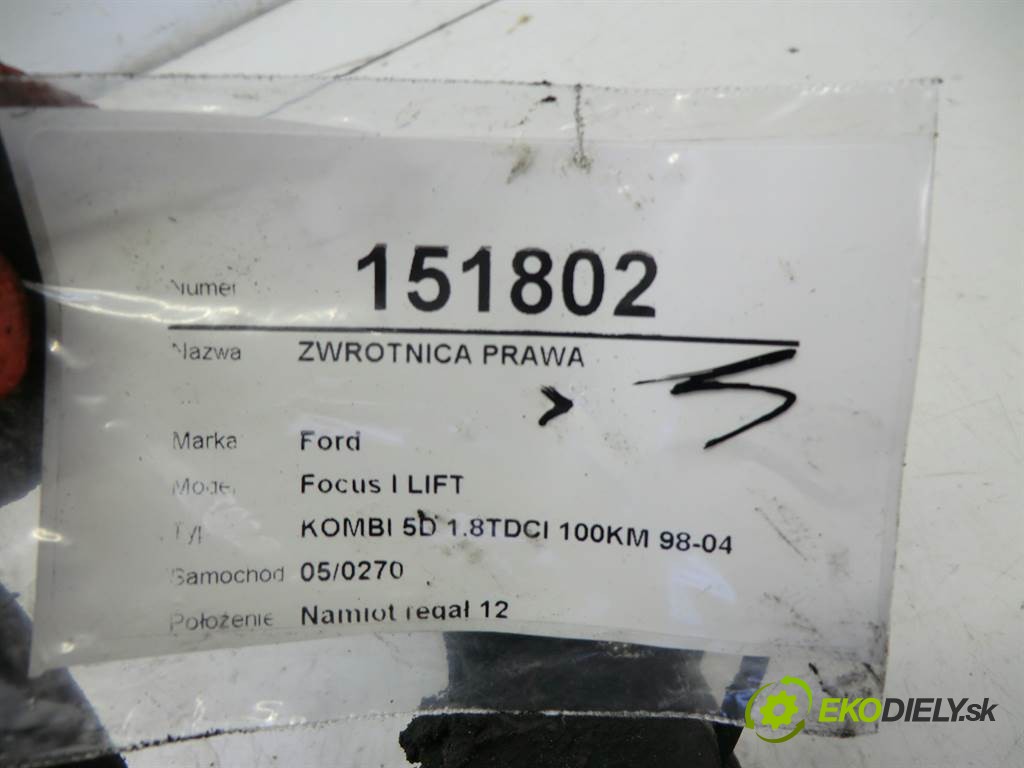 Numer 151802
Nazwa ZWROTNICA PRAWA
Marka Ford
Model Focus I LIFT
Typ KOMBI 5D 1.8TDCI 100KM 98-04
Samochod 05/0270
Położenie Namiot regał 12
EKODIELY.sk